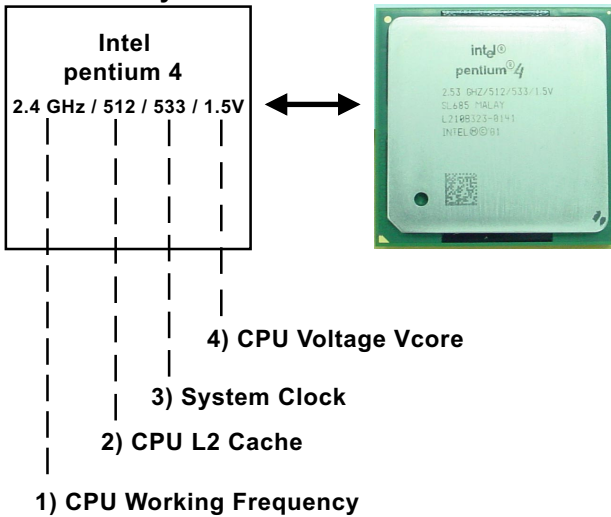 Intel
pentium 4
2.4 GHz / 512 / 533 / 1.5V
4) CPU Voltage Vcore
3) System Clock
2) CPU L2 Cache
1) CPU Working Frequency
intel®
pentium®4
2.53 GHZ/512/533/1.5V
SL685 MALAY
L210B323-0141
INTEL®©'01